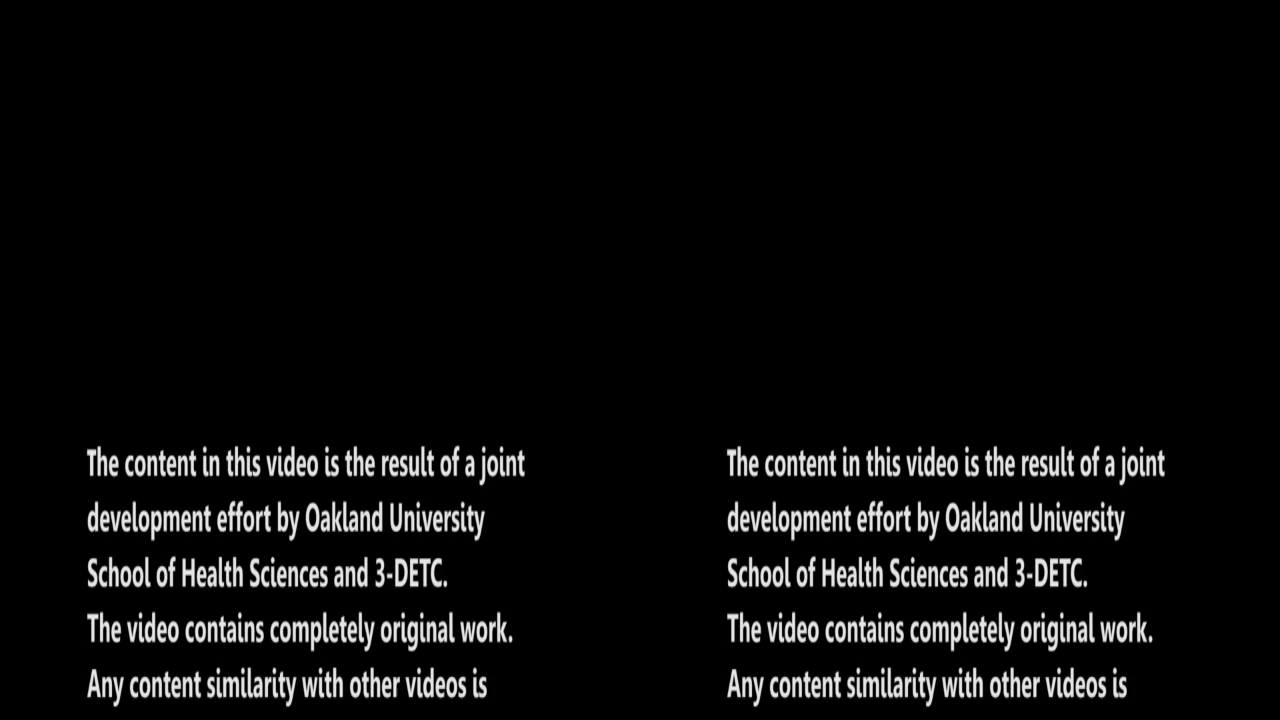 The content in this video is the result of a joint
development effort by Oakland University
School of Health Sciences and 3-DETC.
The video contains completely original work.
Any content similarity with other videos is
The content in this video is the result of a joint
development effort by Oakland University
School of Health Sciences and 3-DETC.
The video contains completely original work.
Any content similarity with other videos is